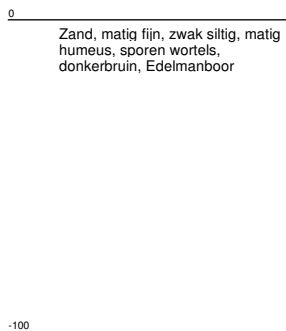 0
Zand, matig fijn, zwak siltig, matig
humeus, sporen wortels,
donkerbruin, Edelmanboor
-100